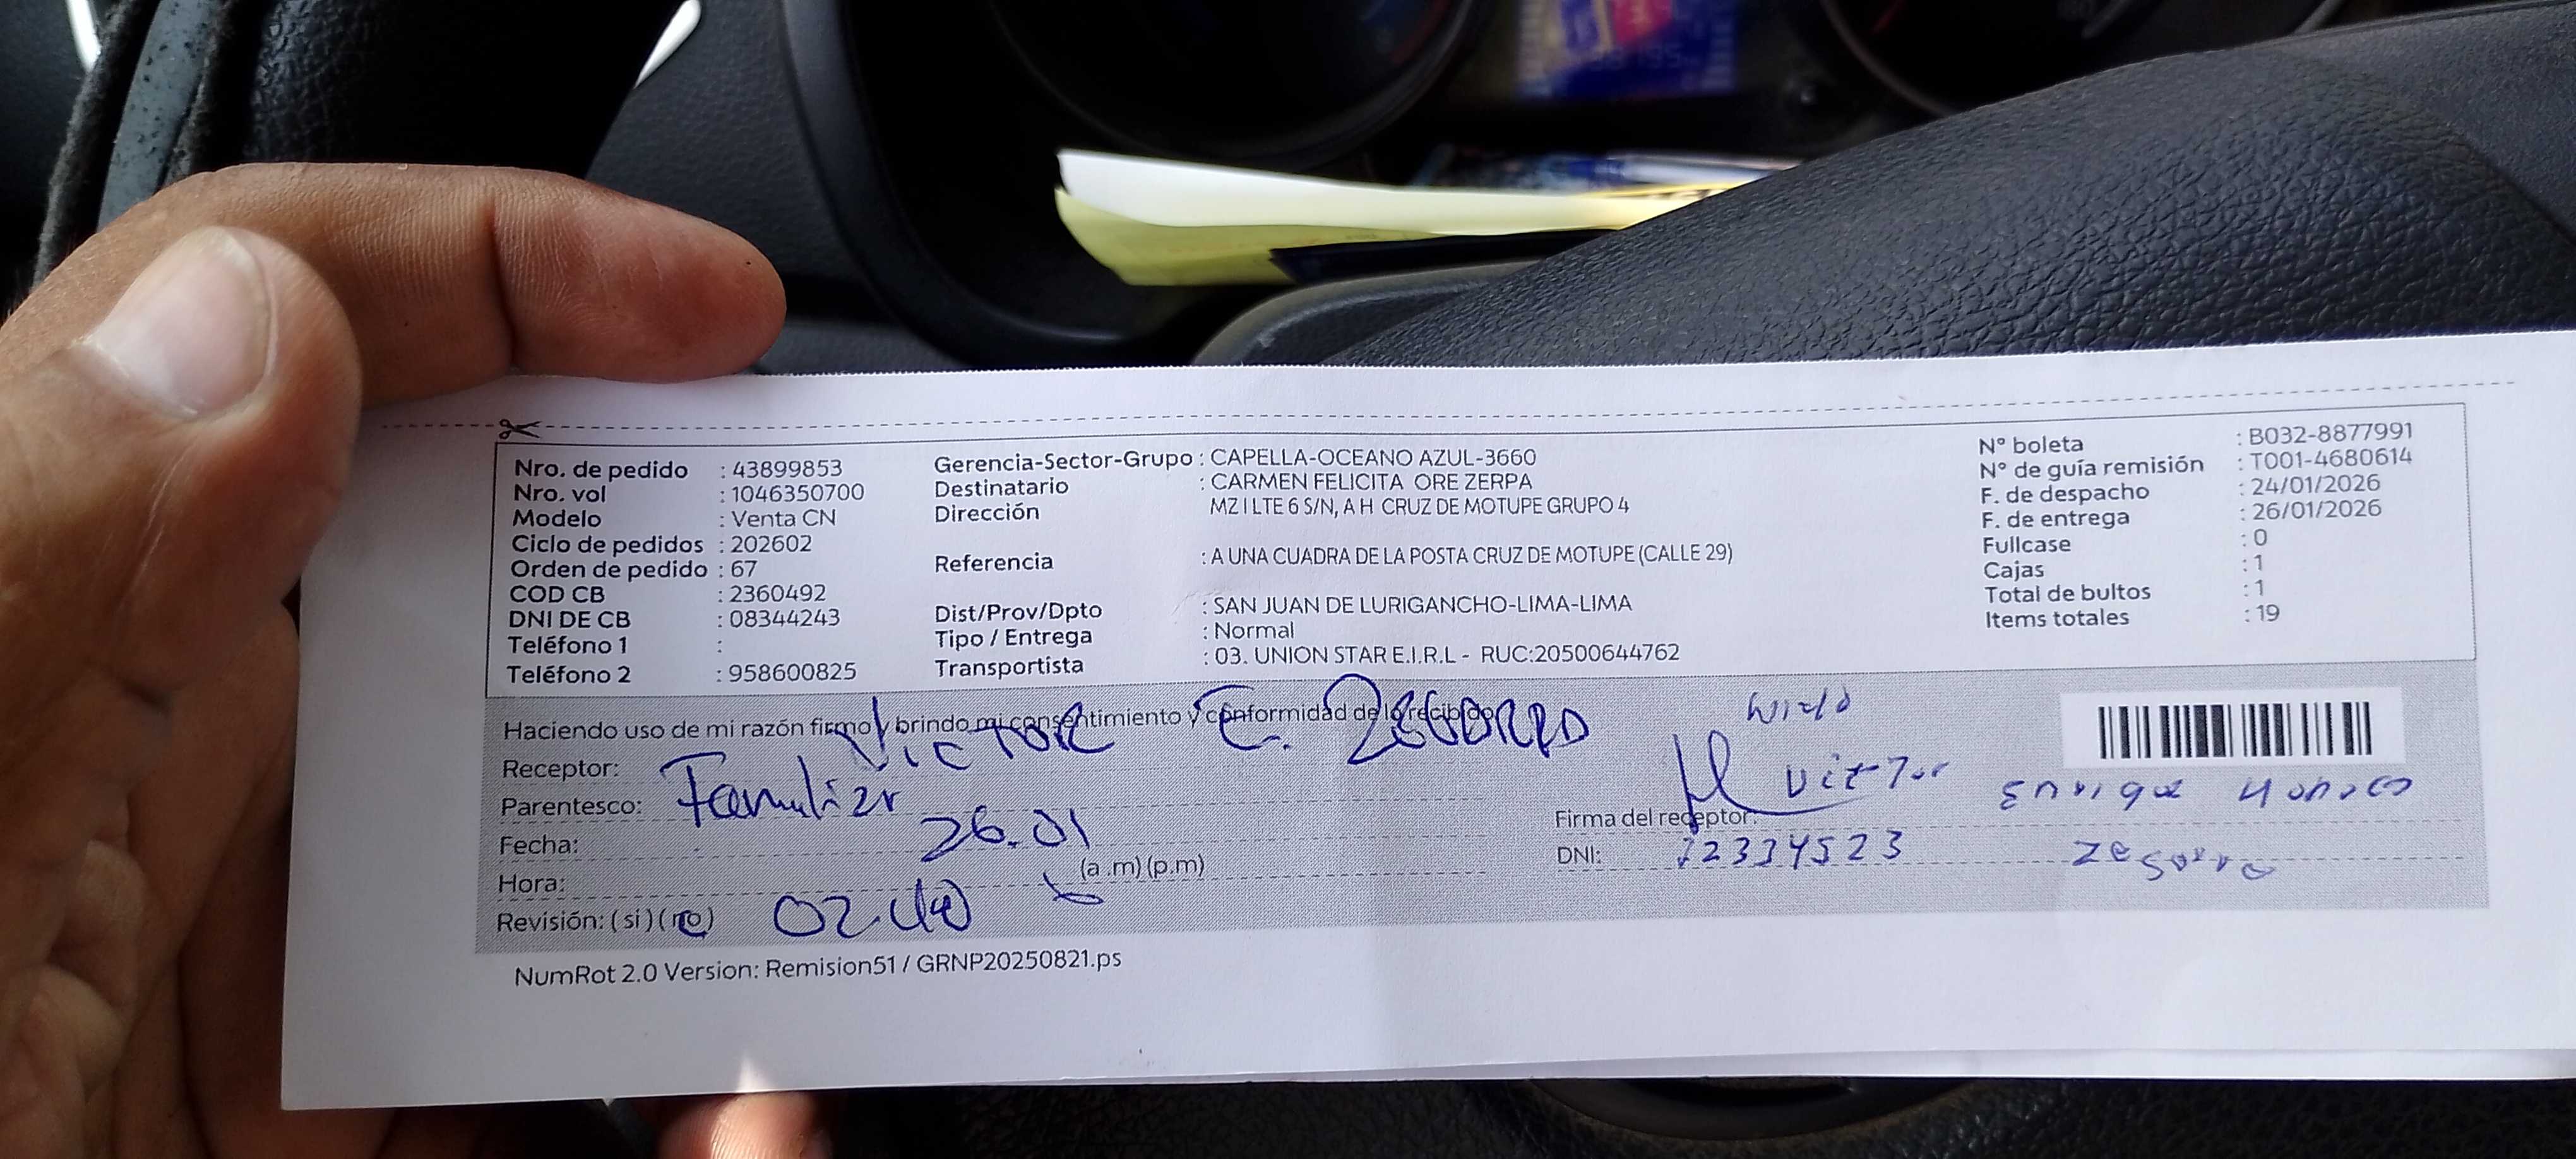 Nro. de pedido : 43899853
Nro. vol : 1046350700
Modelo : Venta CN
Ciclo de pedidos : 202602
Orden de pedido : 67
COD CB : 2360492
DNI DE CB : 08344243
Teléfono 1 :
Teléfono 2 : 958600825
Gerencia-Sector-Grupo : CAPELLA-OCEANO AZUL-3660
Destinatario : CARMEN FELICITA ORE ZERPA
Dirección MZ I LTE 6 S/N, A H CRUZ DE MOTUPE GRUPO 4
Referencia : A UNA CUADRA DE LA POSTA CRUZ DE MOTUPE (CALLE 29)
Dist/Prov/Dpto : SAN JUAN DE LURIGANCHO-LIMA-LIMA
Tipo / Entrega : Normal
Transportista : 03. UNION STAR E.I.R.L - RUC:20500644762
N° boleta : B032-8877991
N° de guía remisión : T001-4680614
F. de despacho : 24/01/2026
F. de entrega : 26/01/2026
Fullcase : 0
Cajas : 1
Total de bultos : 1
Items totales : 19
Haciendo uso de mi razón firmo y brindo mi consentimiento y conformidad de lo recibido
Receptor: VICTOR E.
Parentesco: Familiar
Fecha: 26.01
Hora: (a .m) (p.m)
Revisión: ( si ) ( no ) 02.40
Victor
Firma del receptor:
DNI: 72334523
NumRot 2.0 Version: Remision51 / GRNP20250821.ps